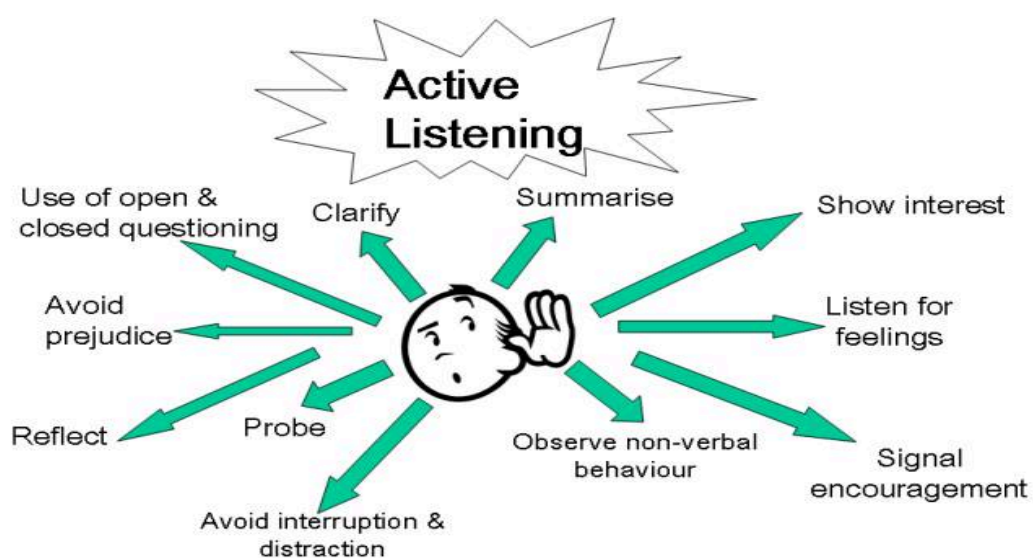 Active
Listening
Use of open &
closed questioning
Clarify
Summarise
Show interest
Avoid
prejudice
Listen for
feelings
Reflect
Probe
Observe non-verbal
behaviour
Signal
encouragement
Avoid interruption &
distraction